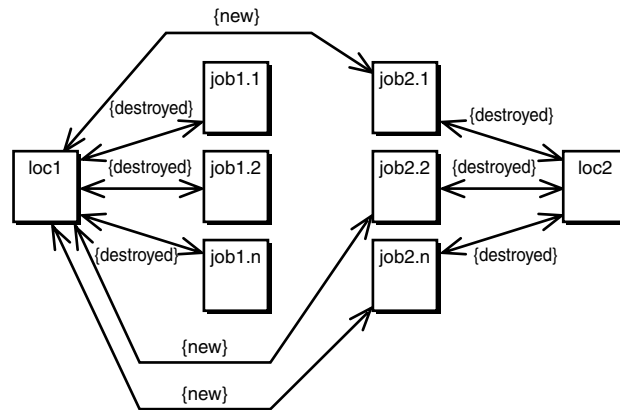 {new}
job1.1
job2.1
{destroyed}
{destroyed}
loc1
{destroyed}
job1.2
job2.2
{destroyed}
loc2
{destroyed}
job1.n
job2.n
{destroyed}
{new}
{new}